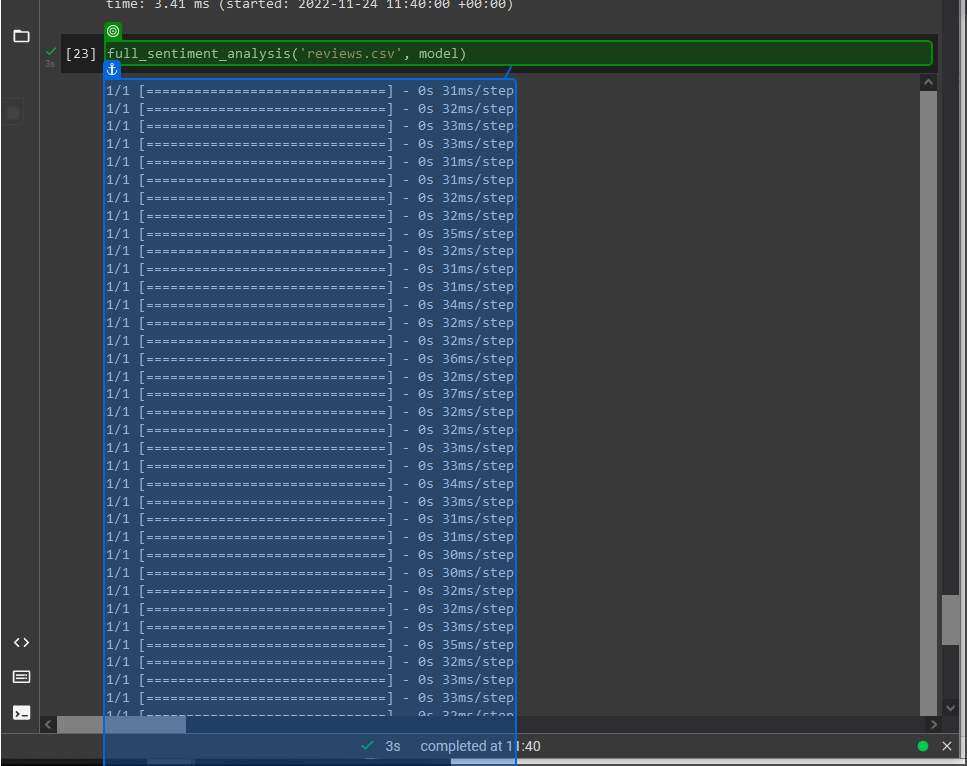 time: 3.41 ms (started: 2022-11-24 11:40:00 +00:00)
3s
[23] full_sentiment_analysis('reviews.csv', model)
1/1 [==============================] - 0s 31ms/step
1/1 [==============================] - 0s 32ms/step
1/1 [==============================] - 0s 33ms/step
1/1 [==============================] - 0s 33ms/step
1/1 [==============================] - 0s 31ms/step
1/1 [==============================] - 0s 31ms/step
1/1 [==============================] - 0s 32ms/step
1/1 [==============================] - 0s 32ms/step
1/1 [==============================] - 0s 35ms/step
1/1 [==============================] - 0s 32ms/step
1/1 [==============================] - 0s 31ms/step
1/1 [==============================] - 0s 31ms/step
1/1 [==============================] - 0s 34ms/step
1/1 [==============================] - 0s 32ms/step
1/1 [==============================] - 0s 32ms/step
1/1 [==============================] - 0s 36ms/step
1/1 [==============================] - 0s 32ms/step
1/1 [==============================] - 0s 37ms/step
1/1 [==============================] - 0s 32ms/step
1/1 [==============================] - 0s 32ms/step
1/1 [==============================] - 0s 33ms/step
1/1 [==============================] - 0s 33ms/step
1/1 [==============================] - 0s 34ms/step
1/1 [==============================] - 0s 33ms/step
1/1 [==============================] - 0s 31ms/step
1/1 [==============================] - 0s 31ms/step
1/1 [==============================] - 0s 30ms/step
1/1 [==============================] - 0s 30ms/step
1/1 [==============================] - 0s 32ms/step
1/1 [==============================] - 0s 32ms/step
1/1 [==============================] - 0s 33ms/step
1/1 [==============================] - 0s 35ms/step
1/1 [==============================] - 0s 32ms/step
1/1 [==============================] - 0s 33ms/step
1/1 [==============================] - 0s 33ms/step
1/1 [==============================] - 0s 32ms/step
3s completed at 11:40